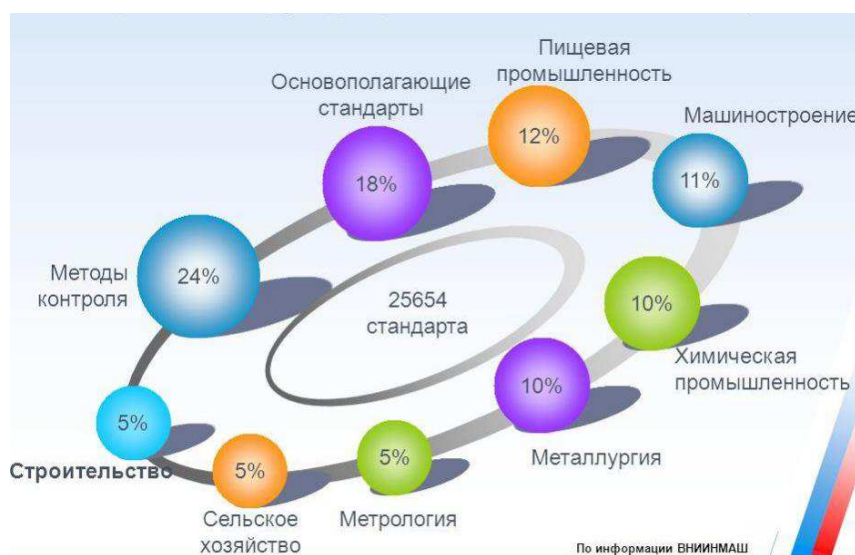 Пищевая
промышленность
12%
Основополагающие
стандарты
18%
Машиностроение
11%
Методы
контроля
24%
25654
стандарта
10%
Химическая
промышленность
10%
Металлургия
5%
Строительство
5%
Сельское
хозяйство
5%
Метрология
По информации ВНИИНМАШ